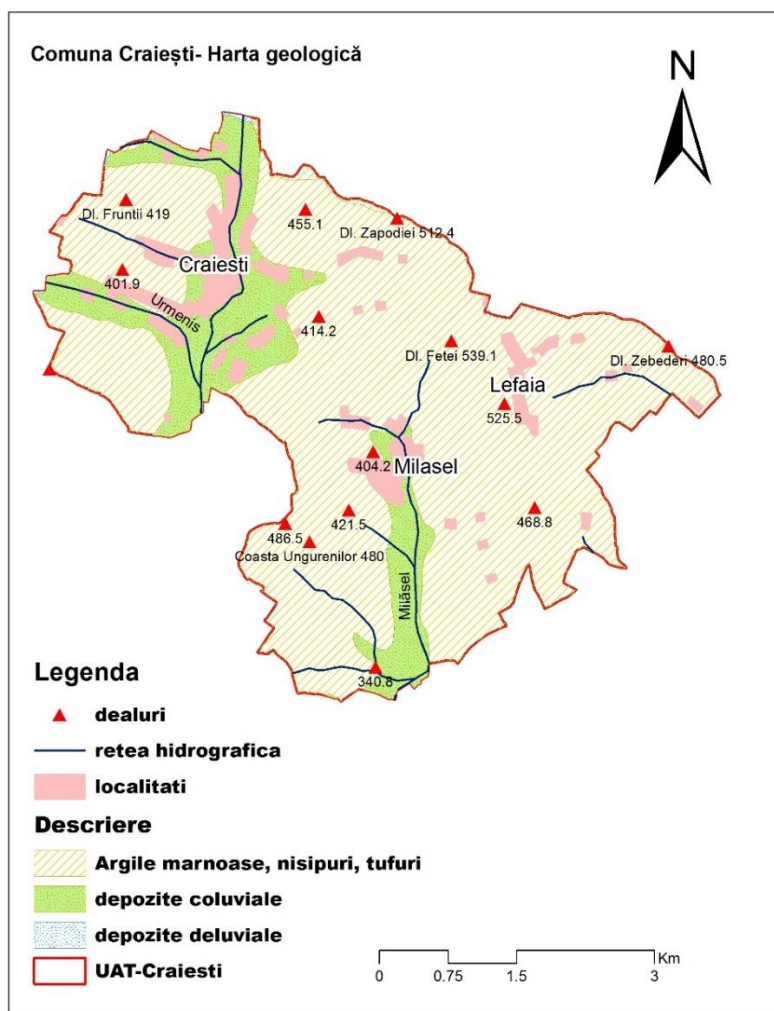 Comuna Craiești- Harta geologică
N
Dl. Fruntii 419
455.1
Dl. Zapodiei 512.4
Craiesti
401.9
Urmenis
414.2
Dl. Fetei 539.1
Dl. Zebederi 480.5
Lefaia
525.5
404.2
Milasel
421.5
468.8
486.5
Coasta Ungurenilor 480
Milăsel
340.8
Legenda
dealuri
retea hidrografica
localitati
Descriere
Argile marnoase, nisipuri, tufuri
depozite coluviale
depozite deluviale
UAT-Craiesti
Km
0 0.75 1.5 3